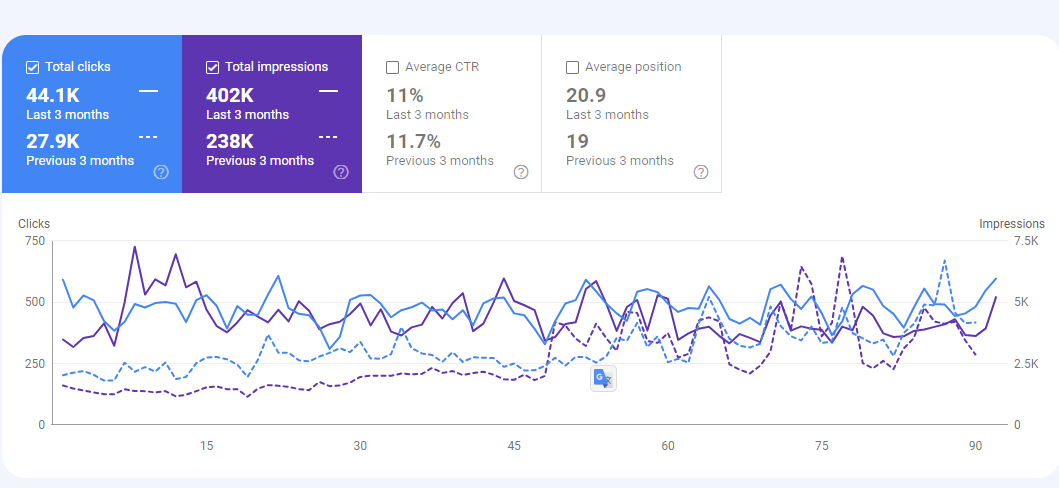 Total clicks
44.1K
Last 3 months
27.9K
Previous 3 months
Total impressions
402K
Last 3 months
238K
Previous 3 months
Average CTR
11%
Last 3 months
11.7%
Previous 3 months
Average position
20.9
Last 3 months
19
Previous 3 months
Clicks
Impressions
750
7.5K
500
5K
250
2.5K
0
0
15
30
45
60
75
90